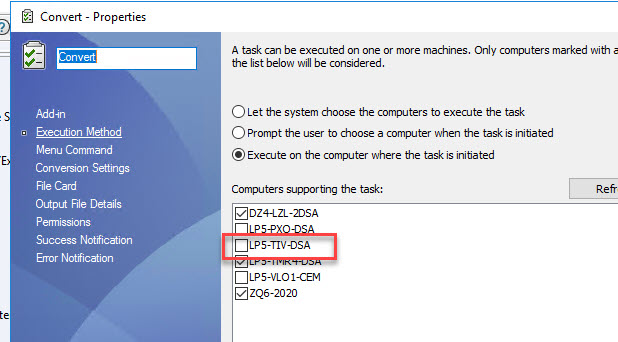 Convert - Properties
Convert
A task can be executed on one or more machines. Only computers marked with a
the list below will be considered.
Add-in
Execution Method
Menu Command
Conversion Settings
File Card
Output File Details
Permissions
Success Notification
Error Notification
Let the system choose the computers to execute the task
Prompt the user to choose a computer when the task is initiated
Execute on the computer where the task is initiated
Computers supporting the task:
Refr
DZ4-LZL-2DSA
LP5-PXO-DSA
LP5-TIV-DSA
LP5-TMR4-DSA
LP5-VLO1-CEM
ZQ6-2020